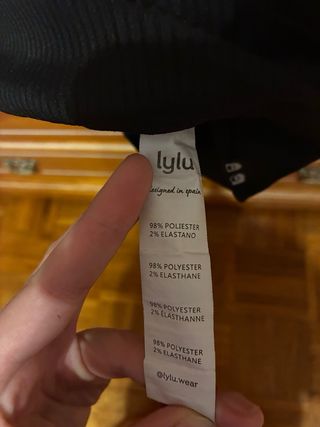 lylu
designed in spain
98% POLIESTER
2% ELASTANO
98% POLYESTER
2% ELASTHANE
98% POLYESTER
2% ÉLASTHANNE
98% POLYESTER
2% ELASTHANE
@lylu.wear